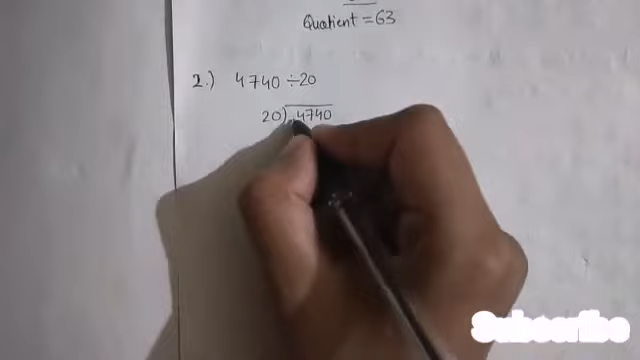 Quotient = 63
2.) 4740 ÷ 20
20) 4740
Subscribe